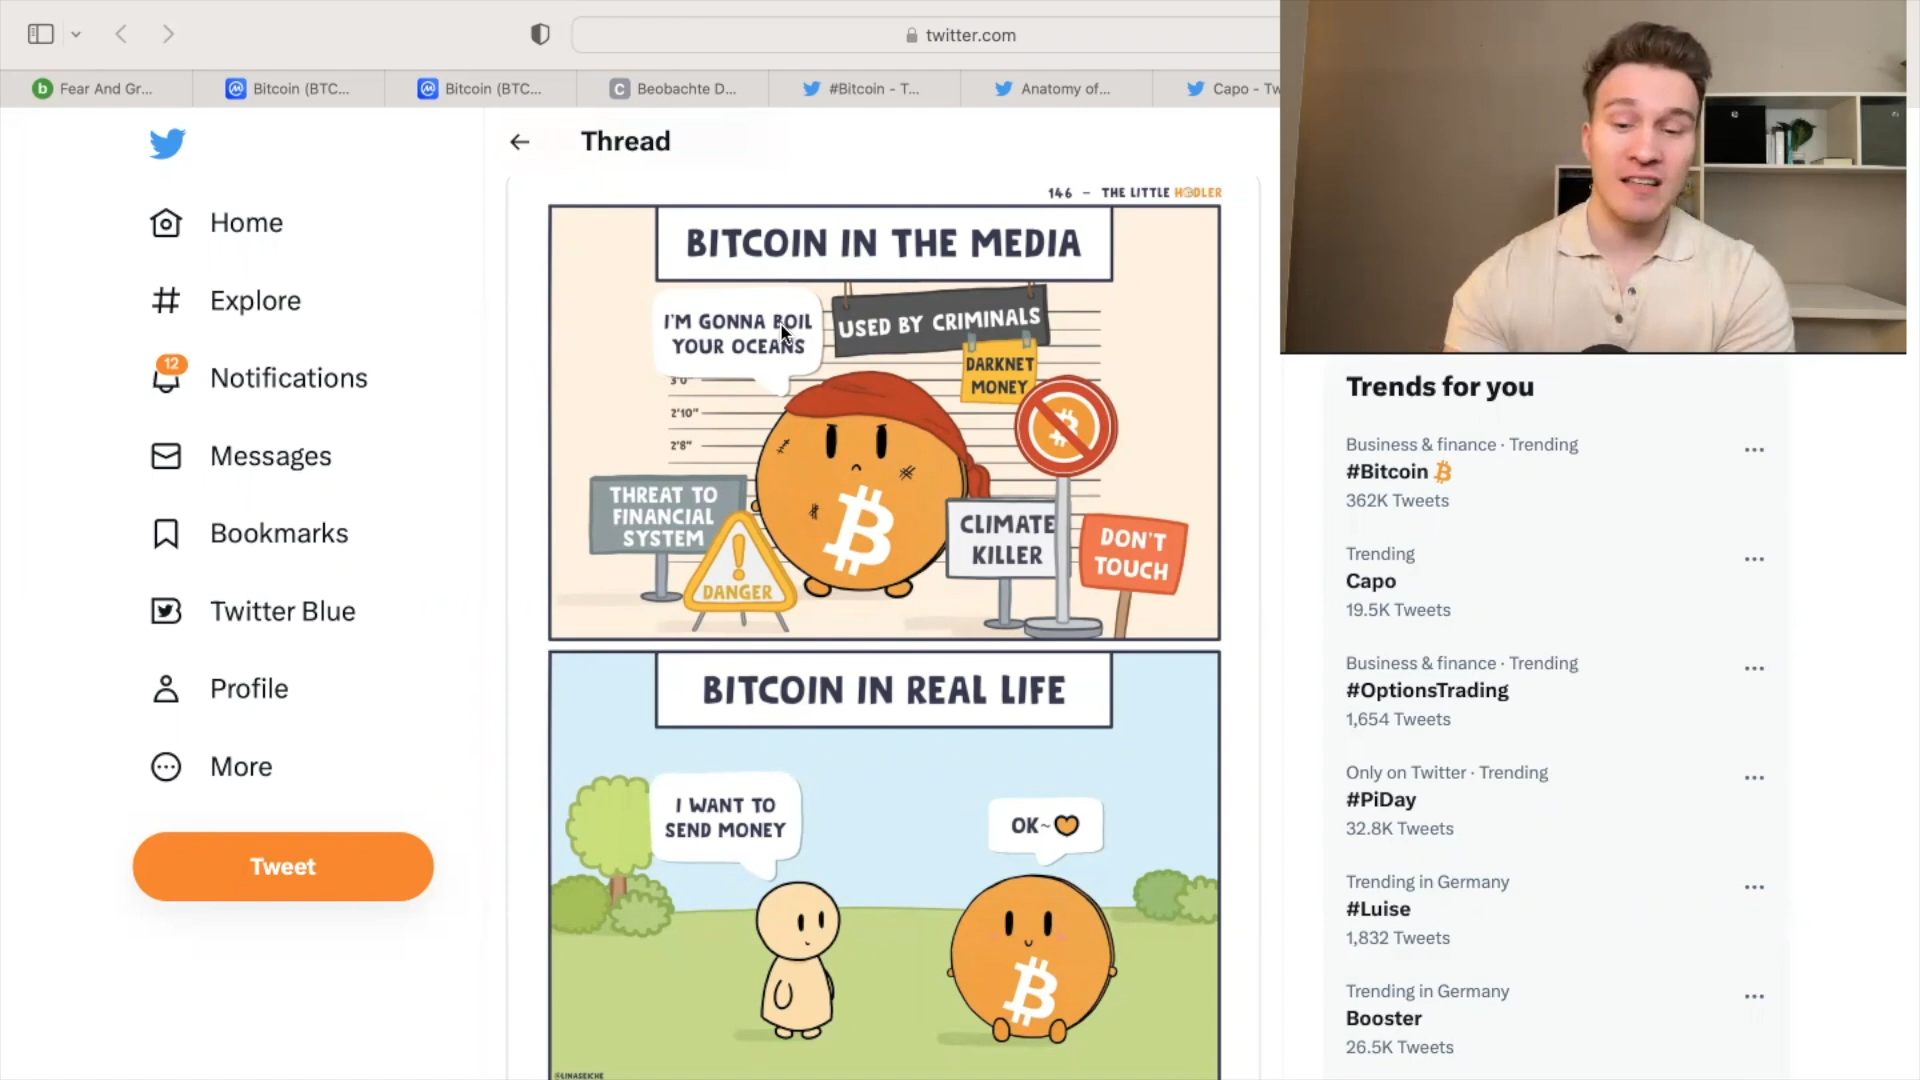 twitter.com
Fear And Gr...
Bitcoin (BTC...
Bitcoin (BTC...
Beobachte D...
#Bitcoin - T...
Anatomy of...
Capo - Tw
Home
Explore
12
Notifications
Messages
Bookmarks
Twitter Blue
Profile
More
Tweet
Thread
146 – THE LITTLE HODLER
BITCOIN IN THE MEDIA
I'M GONNA BOIL
YOUR OCEANS
USED BY CRIMINALS
DARKNET
MONEY
3'0"
2'10"
2'8"
THREAT TO
FINANCIAL
SYSTEM
DANGER
CLIMATE
KILLER
DON'T
TOUCH
BITCOIN IN REAL LIFE
I WANT TO
SEND MONEY
OK~
@LINASEICHE
Trends for you
Business & finance · Trending
#Bitcoin
362K Tweets
Trending
Capo
19.5K Tweets
Business & finance · Trending
#OptionsTrading
1,654 Tweets
Only on Twitter · Trending
#PiDay
32.8K Tweets
Trending in Germany
#Luise
1,832 Tweets
Trending in Germany
Booster
26.5K Tweets